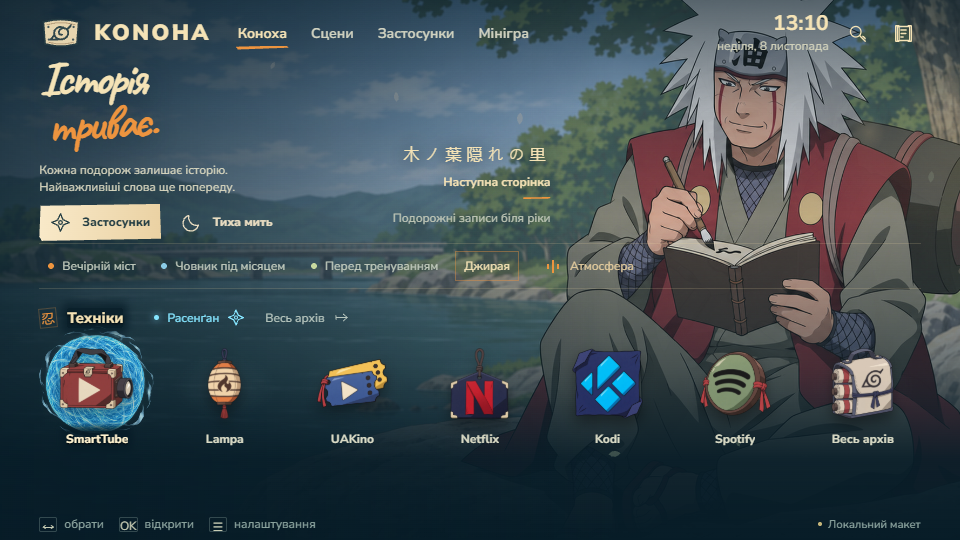 KONOHA
Коноха
Сцени
Застосунки
Мінігра
13:10
неділя, 8 листопада
油
Історія
триває.
Кожна подорож залишає історію.
Найважливіші слова ще попереду.
木ノ葉隠れの里
Наступна сторінка
Подорожні записи біля ріки
Застосунки
Тиха мить
Вечірній міст
Човник під місяцем
Перед тренуванням
Джирая
Атмосфера
忍
Техніки
Расенґан
Весь архів
N
SmartTube
Lampa
UAKino
Netflix
Kodi
Spotify
Весь архів
обрати
OK
відкрити
налаштування
Локальний макет